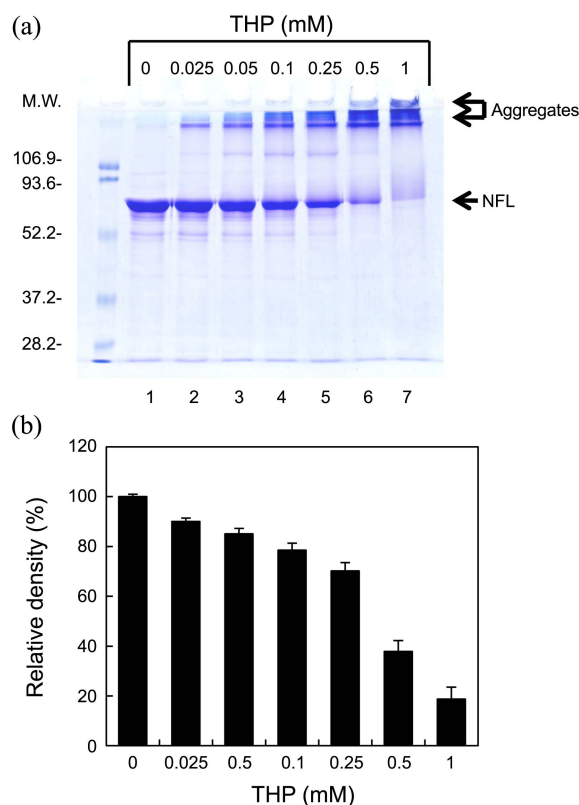 (a)
THP (mM)
0 0.025 0.05 0.1 0.25 0.5 1
M.W.
Aggregates
106.9-
93.6-
NFL
52.2-
37.2-
28.2-
1 2 3 4 5 6 7
(b)
120
100
80
60
40
20
0
Relative density (%)
0 0.025 0.5 0.1 0.25 0.5 1
THP (mM)